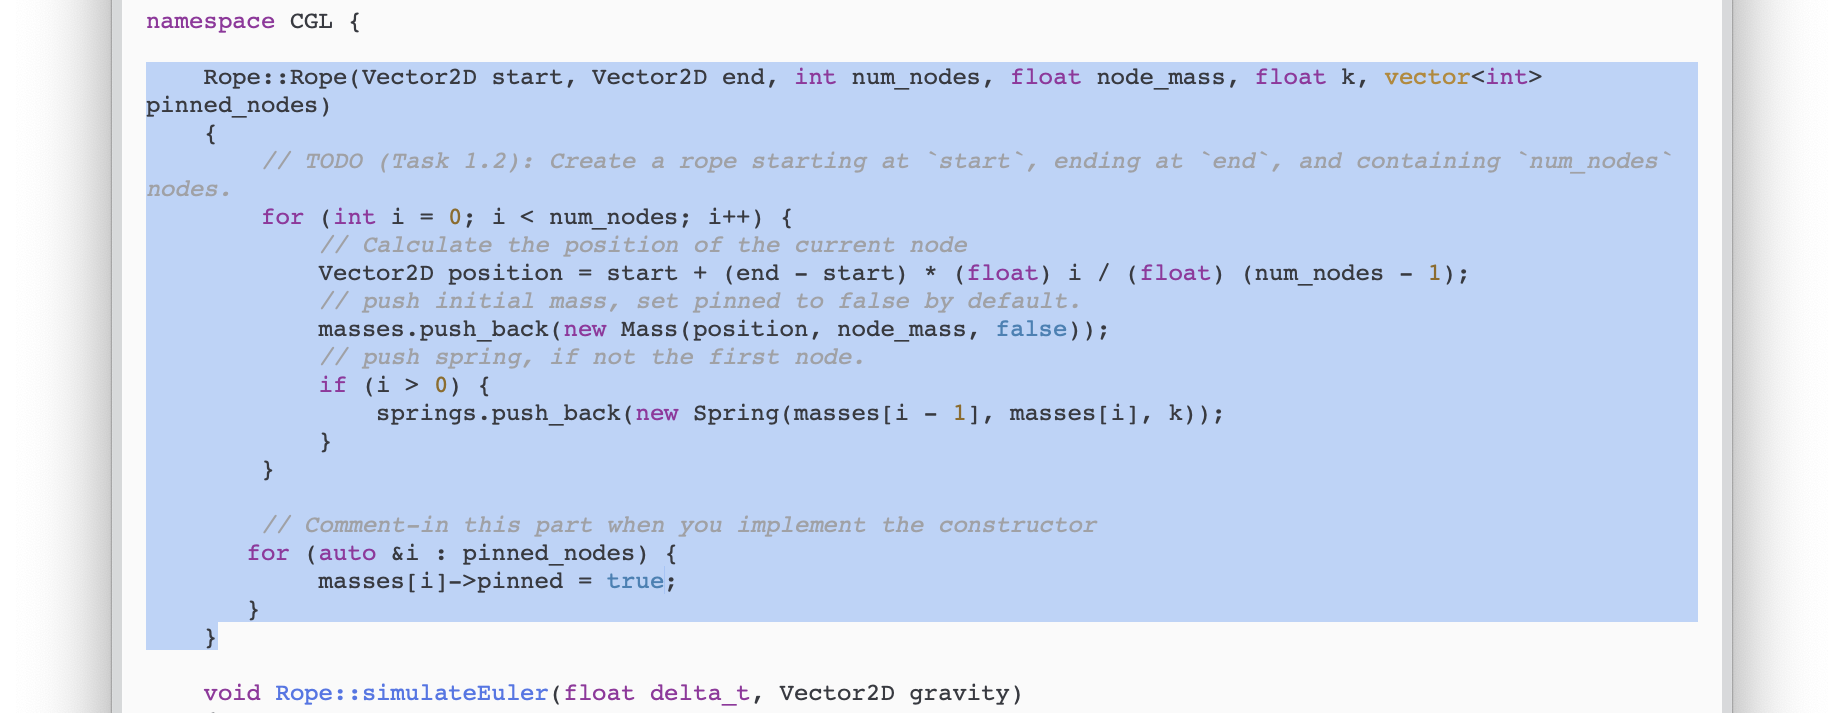 namespace CGL {
Rope::Rope(Vector2D start, Vector2D end, int num_nodes, float node_mass, float k, vector<int>
pinned_nodes)
{
// TODO (Task 1.2): Create a rope starting at `start`, ending at `end`, and containing `num_nodes`
nodes.
for (int i = 0; i < num_nodes; i++) {
// Calculate the position of the current node
Vector2D position = start + (end - start) * (float) i / (float) (num_nodes - 1);
// push initial mass, set pinned to false by default.
masses.push_back(new Mass(position, node_mass, false));
// push spring, if not the first node.
if (i > 0) {
springs.push_back(new Spring(masses[i - 1], masses[i], k));
}
}
// Comment-in this part when you implement the constructor
for (auto &i : pinned_nodes) {
masses[i]->pinned = true;
}
}
void Rope::simulateEuler(float delta_t, Vector2D gravity)